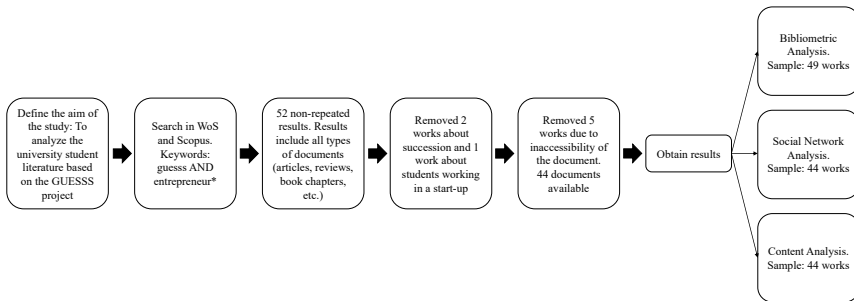 Define the aim of
the study: To
analyze the
university student
literature based
on the GUESSS
project
Search in WoS
and Scopus.
Keywords:
guess AND
entrepreneur*
52 non-repeated
results. Results
include all types
of documents
(articles, reviews,
book chapters,
etc.)
Removed 2
works about
succession and 1
work about
students working
in a start-up
Removed 5
works due to
inaccessibility
of the document.
44 documents
available
Obtain results
Bibliometric
Analysis.
Sample: 49 works
Social Network
Analysis.
Sample: 44 works
Content Analysis.
Sample: 44 works